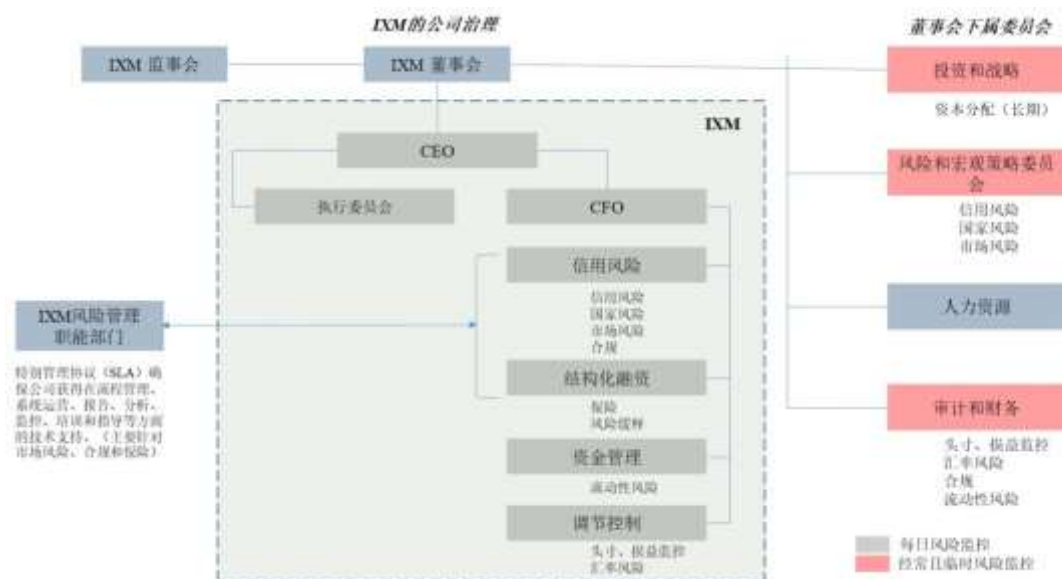 IXM的公司治理
董事会下属委员会
IXM 监事会
IXM 董事会
投资和战略
资本分配（长期）
IXM
CEO
风险和宏观策略委员
会
信用风险
国家风险
市场风险
执行委员会
CFO
信用风险
信用风险
国家风险
市场风险
合规
IXM风险管理
职能部门
特别管理协议（SLA）确
保公司获得在流程管理、
系统运营、报告、分析、
监控、培训和指导等方面
的技术支持。（主要针对
市场风险、合规和保险）
人力资源
结构化融资
保险
风险缓释
审计和财务
头寸、损益监控
汇率风险
合规
流动性风险
资金管理
流动性风险
调节控制
头寸、损益监控
汇率风险
每日风险监控
经常且临时风险监控